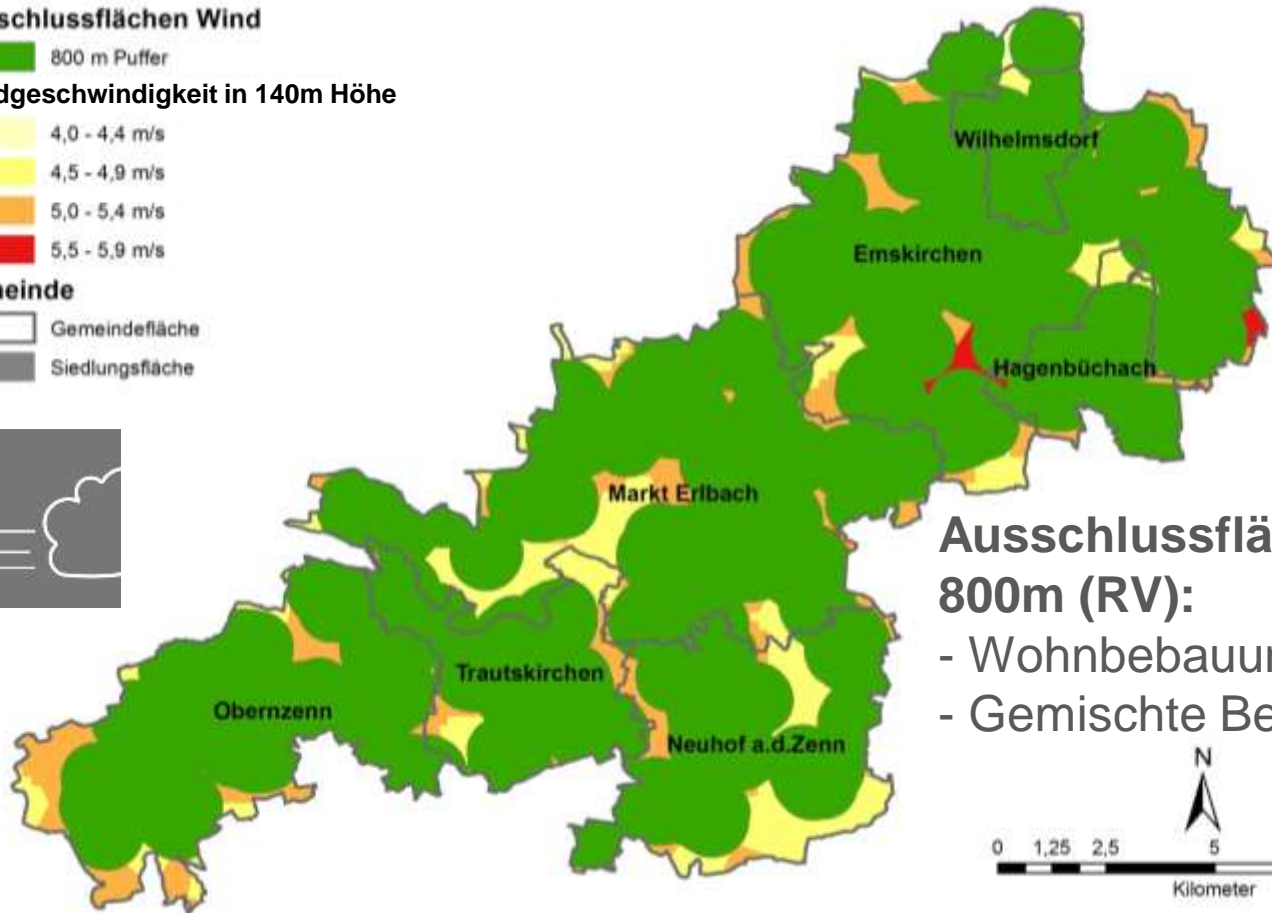 schlussflächen Wind
800 m Puffer
dgeschwindigkeit in 140m Höhe
4,0 - 4,4 m/s
4,5 - 4,9 m/s
5,0 - 5,4 m/s
5,5 - 5,9 m/s
einde
Gemeindefläche
Siedlungsfläche
Wilhelmsdorf
Emskirchen
Hagenbüchach
Markt Erlbach
Trautskirchen
Obernzenn
Neuhof a.d.Zenn
Ausschlussflä
800m (RV):
- Wohnbebauun
- Gemischte Be
N
0 1,25 2,5 5
Kilometer